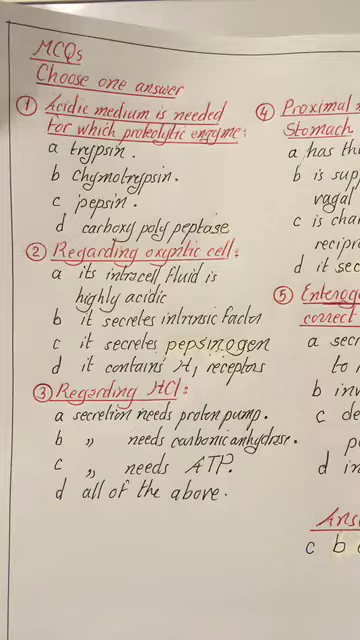 MCQs
Choose one answer
① Acidic medium is needed
for which proteolytic enzyme:
a trypsin.
b chymotrypsin.
c pepsin.
d carboxy poly peptase
② Regarding oxyntic cell:
a its intracell fluid is
highly acidic
b it secretes intrinsic factor
c it secretes pepsinogen
d it contains H₁ receptors
③ Regarding HCl:
a secretion needs proton pump.
b ,, needs carbonic anhydrase.
c ,, needs ATP.
d all of the above.
④ Proximal
Stomach
a has th
b is sup
vagal
c is cha
recipro
d it sec
⑤ Enterog
correct
a secr
to
b inv
c de
d in
Ans
c b